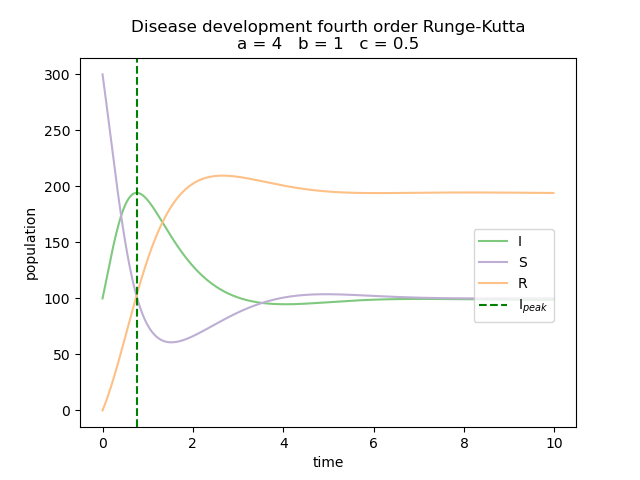 Disease development fourth order Runge-Kutta
a = 4 b = 1 c = 0.5
300
250
200
150
100
50
0
population
I
S
R
I_peak
0 2 4 6 8 10
time